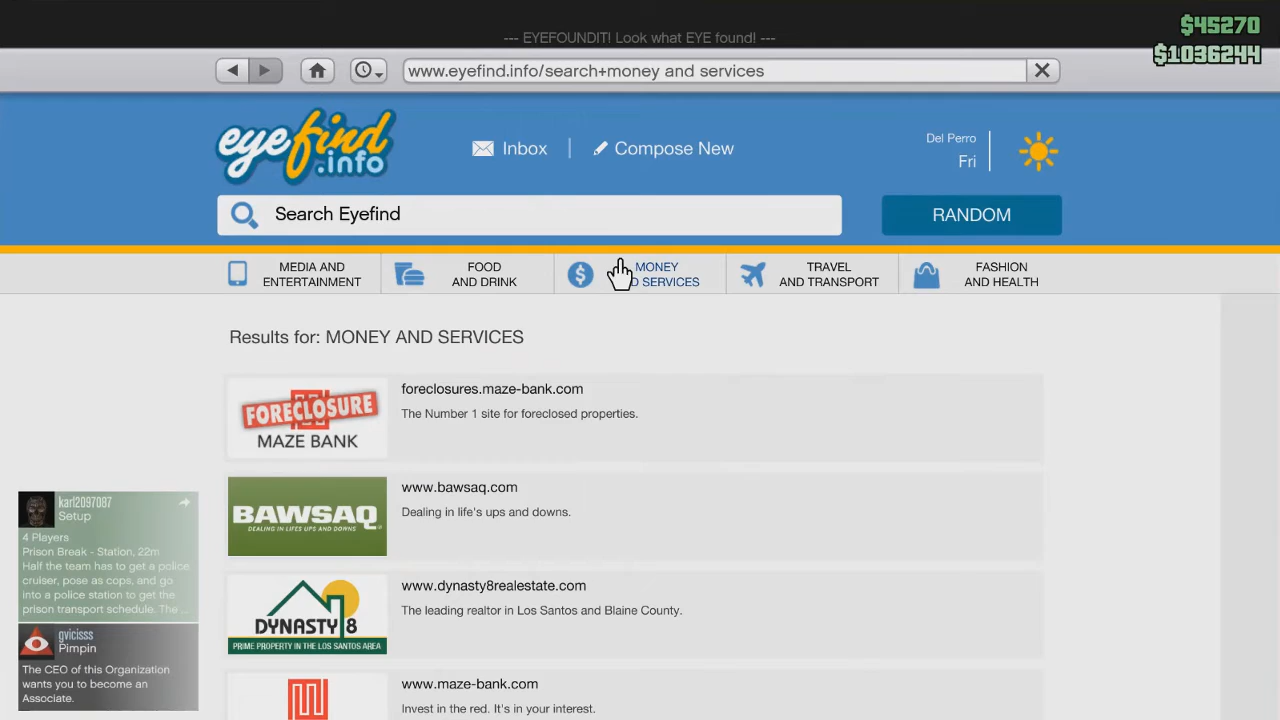 $45270
$1036244
--- EYEFOUNDIT! Look what EYE found! ---
www.eyefind.info/search+money and services
eyefind
.info
Inbox
Compose New
Del Perro
Fri
Search Eyefind
RANDOM
MEDIA AND
ENTERTAINMENT
FOOD
AND DRINK
MONEY
D SERVICES
TRAVEL
AND TRANSPORT
FASHION
AND HEALTH
Results for: MONEY AND SERVICES
FORECLOSURE
MAZE BANK
foreclosures.maze-bank.com
The Number 1 site for foreclosed properties.
BAWSAQ
DEALING IN LIFES UPS AND DOWNS
www.bawsaq.com
Dealing in life's ups and downs.
DYNASTY 8
PRIME PROPERTY IN THE LOS SANTOS AREA
www.dynasty8realestate.com
The leading realtor in Los Santos and Blaine County.
www.maze-bank.com
Invest in the red. It's in your interest.
karl2097087
Setup
4 Players
Prison Break - Station, 22m
Half the team has to get a police
cruiser, pose as cops, and go
into a police station to get the
prison transport schedule. The ...
gvicisss
Pimpin
The CEO of this Organization
wants you to become an
Associate.